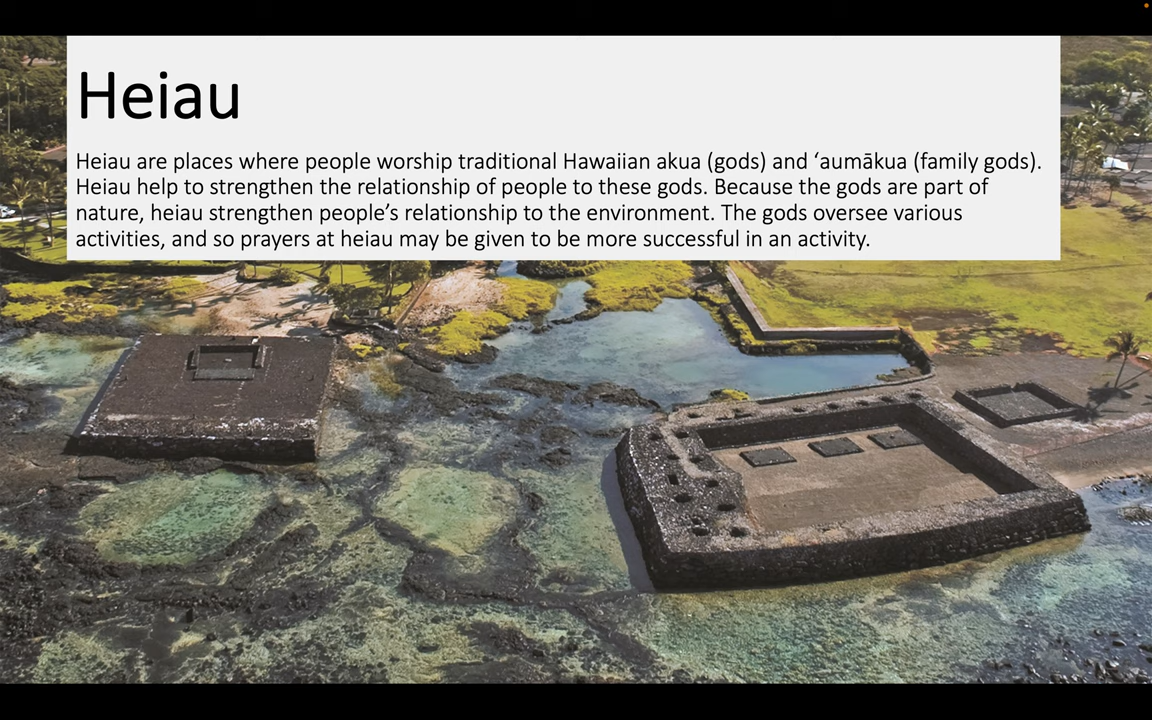 Heiau
Heiau are places where people worship traditional Hawaiian akua (gods) and ‘aumākua (family gods).
Heiau help to strengthen the relationship of people to these gods. Because the gods are part of
nature, heiau strengthen people’s relationship to the environment. The gods oversee various
activities, and so prayers at heiau may be given to be more successful in an activity.